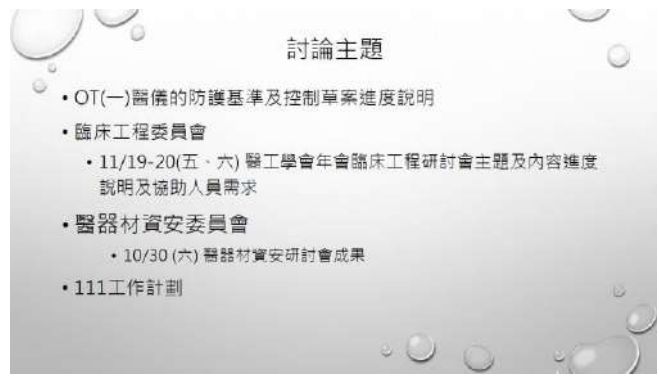 討論主題
• OT(一)醫儀的防護基準及控制草案進度說明
• 臨床工程委員會
• 11/19-20(五、六) 醫工學會年會臨床工程研討會主題及內容進度
說明及協助人員需求
• 醫器材資安委員會
• 10/30 (六) 醫器材資安研討會成果
• 111工作計劃